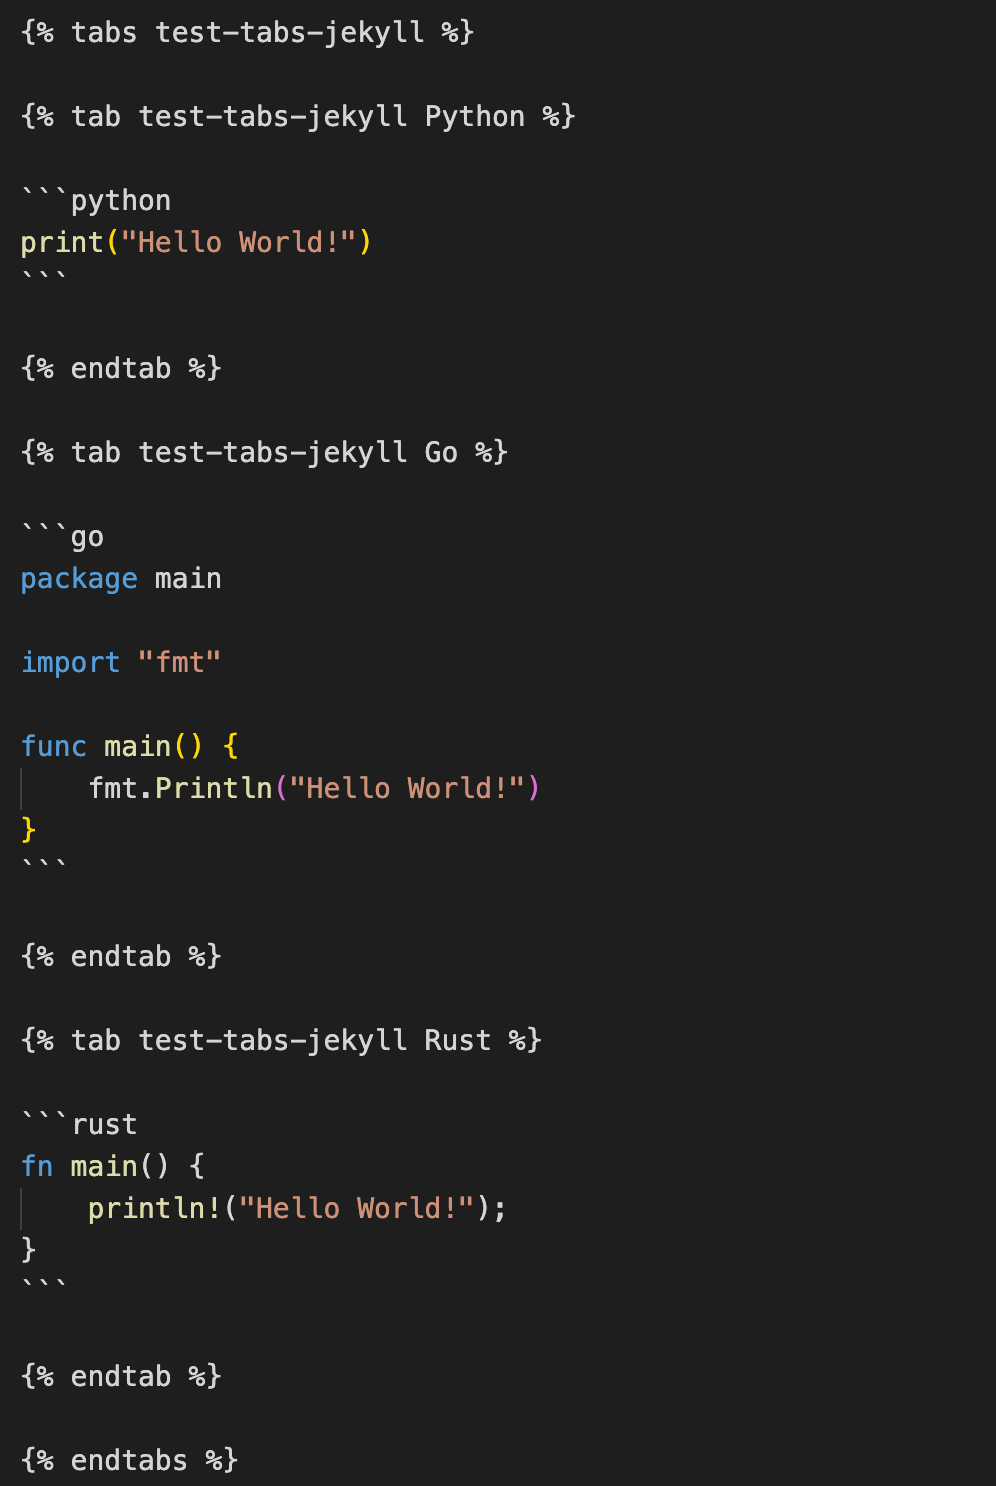 {% tabs test-tabs-jekyll %}
{% tab test-tabs-jekyll Python %}
```python
print("Hello World!")
```
{% endtab %}
{% tab test-tabs-jekyll Go %}
```go
package main
import "fmt"
func main() {
    fmt.Println("Hello World!")
}
```
{% endtab %}
{% tab test-tabs-jekyll Rust %}
```rust
fn main() {
    println!("Hello World!");
}
```
{% endtab %}
{% endtabs %}